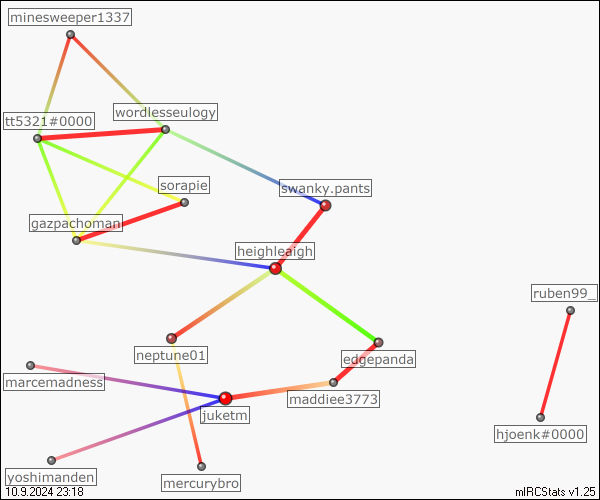 minesweeper1337
wordlesseulogy
tt5321#0000
sorapie
swanky.pants
gazpachoman
heighleaigh
ruben99_
neptune01
edgepanda
marcemadness
maddiee3773
juketm
hjoenk#0000
yoshimanden
mercurybro
10.9.2024 23:18
mIRCStats v1.25